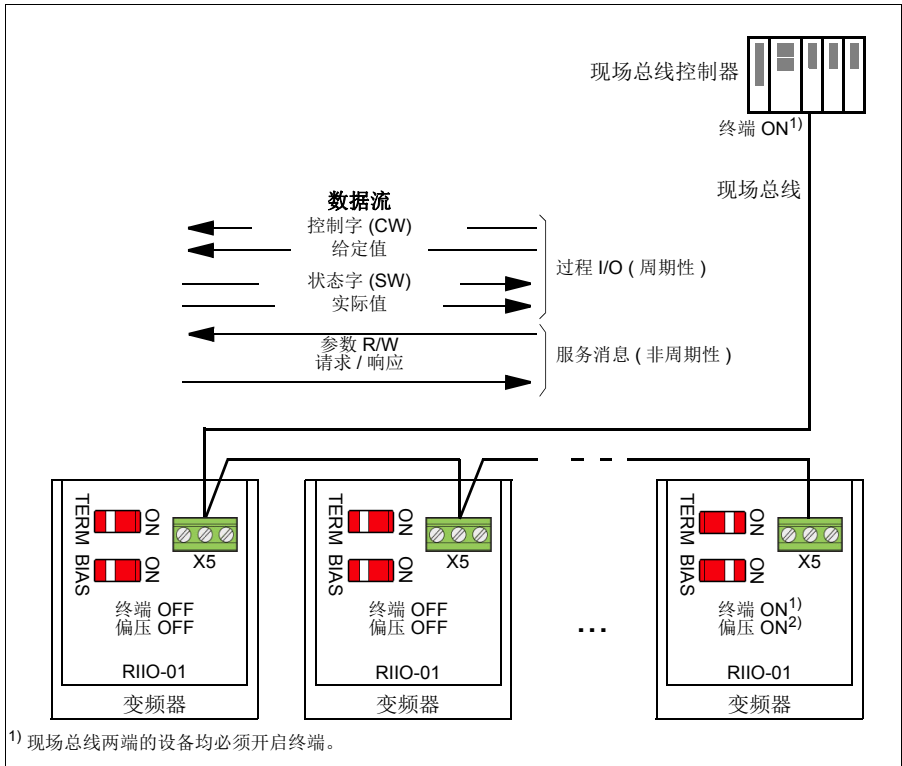 现场总线控制器
终端 ON1)
现场总线
数据流
控制字 (CW)
给定值
状态字 (SW)
实际值
过程 I/O ( 周期性 )
参数 R/W
请求 / 响应
服务消息 ( 非周期性 )
TERM
ON
BIAS
ON
X5
终端 OFF
偏压 OFF
RIIO-01
变频器
TERM
ON
BIAS
ON
X5
终端 OFF
偏压 OFF
RIIO-01
变频器
...
TERM
ON
BIAS
ON
X5
终端 ON1)
偏压 ON2)
RIIO-01
变频器
1) 现场总线两端的设备均必须开启终端。